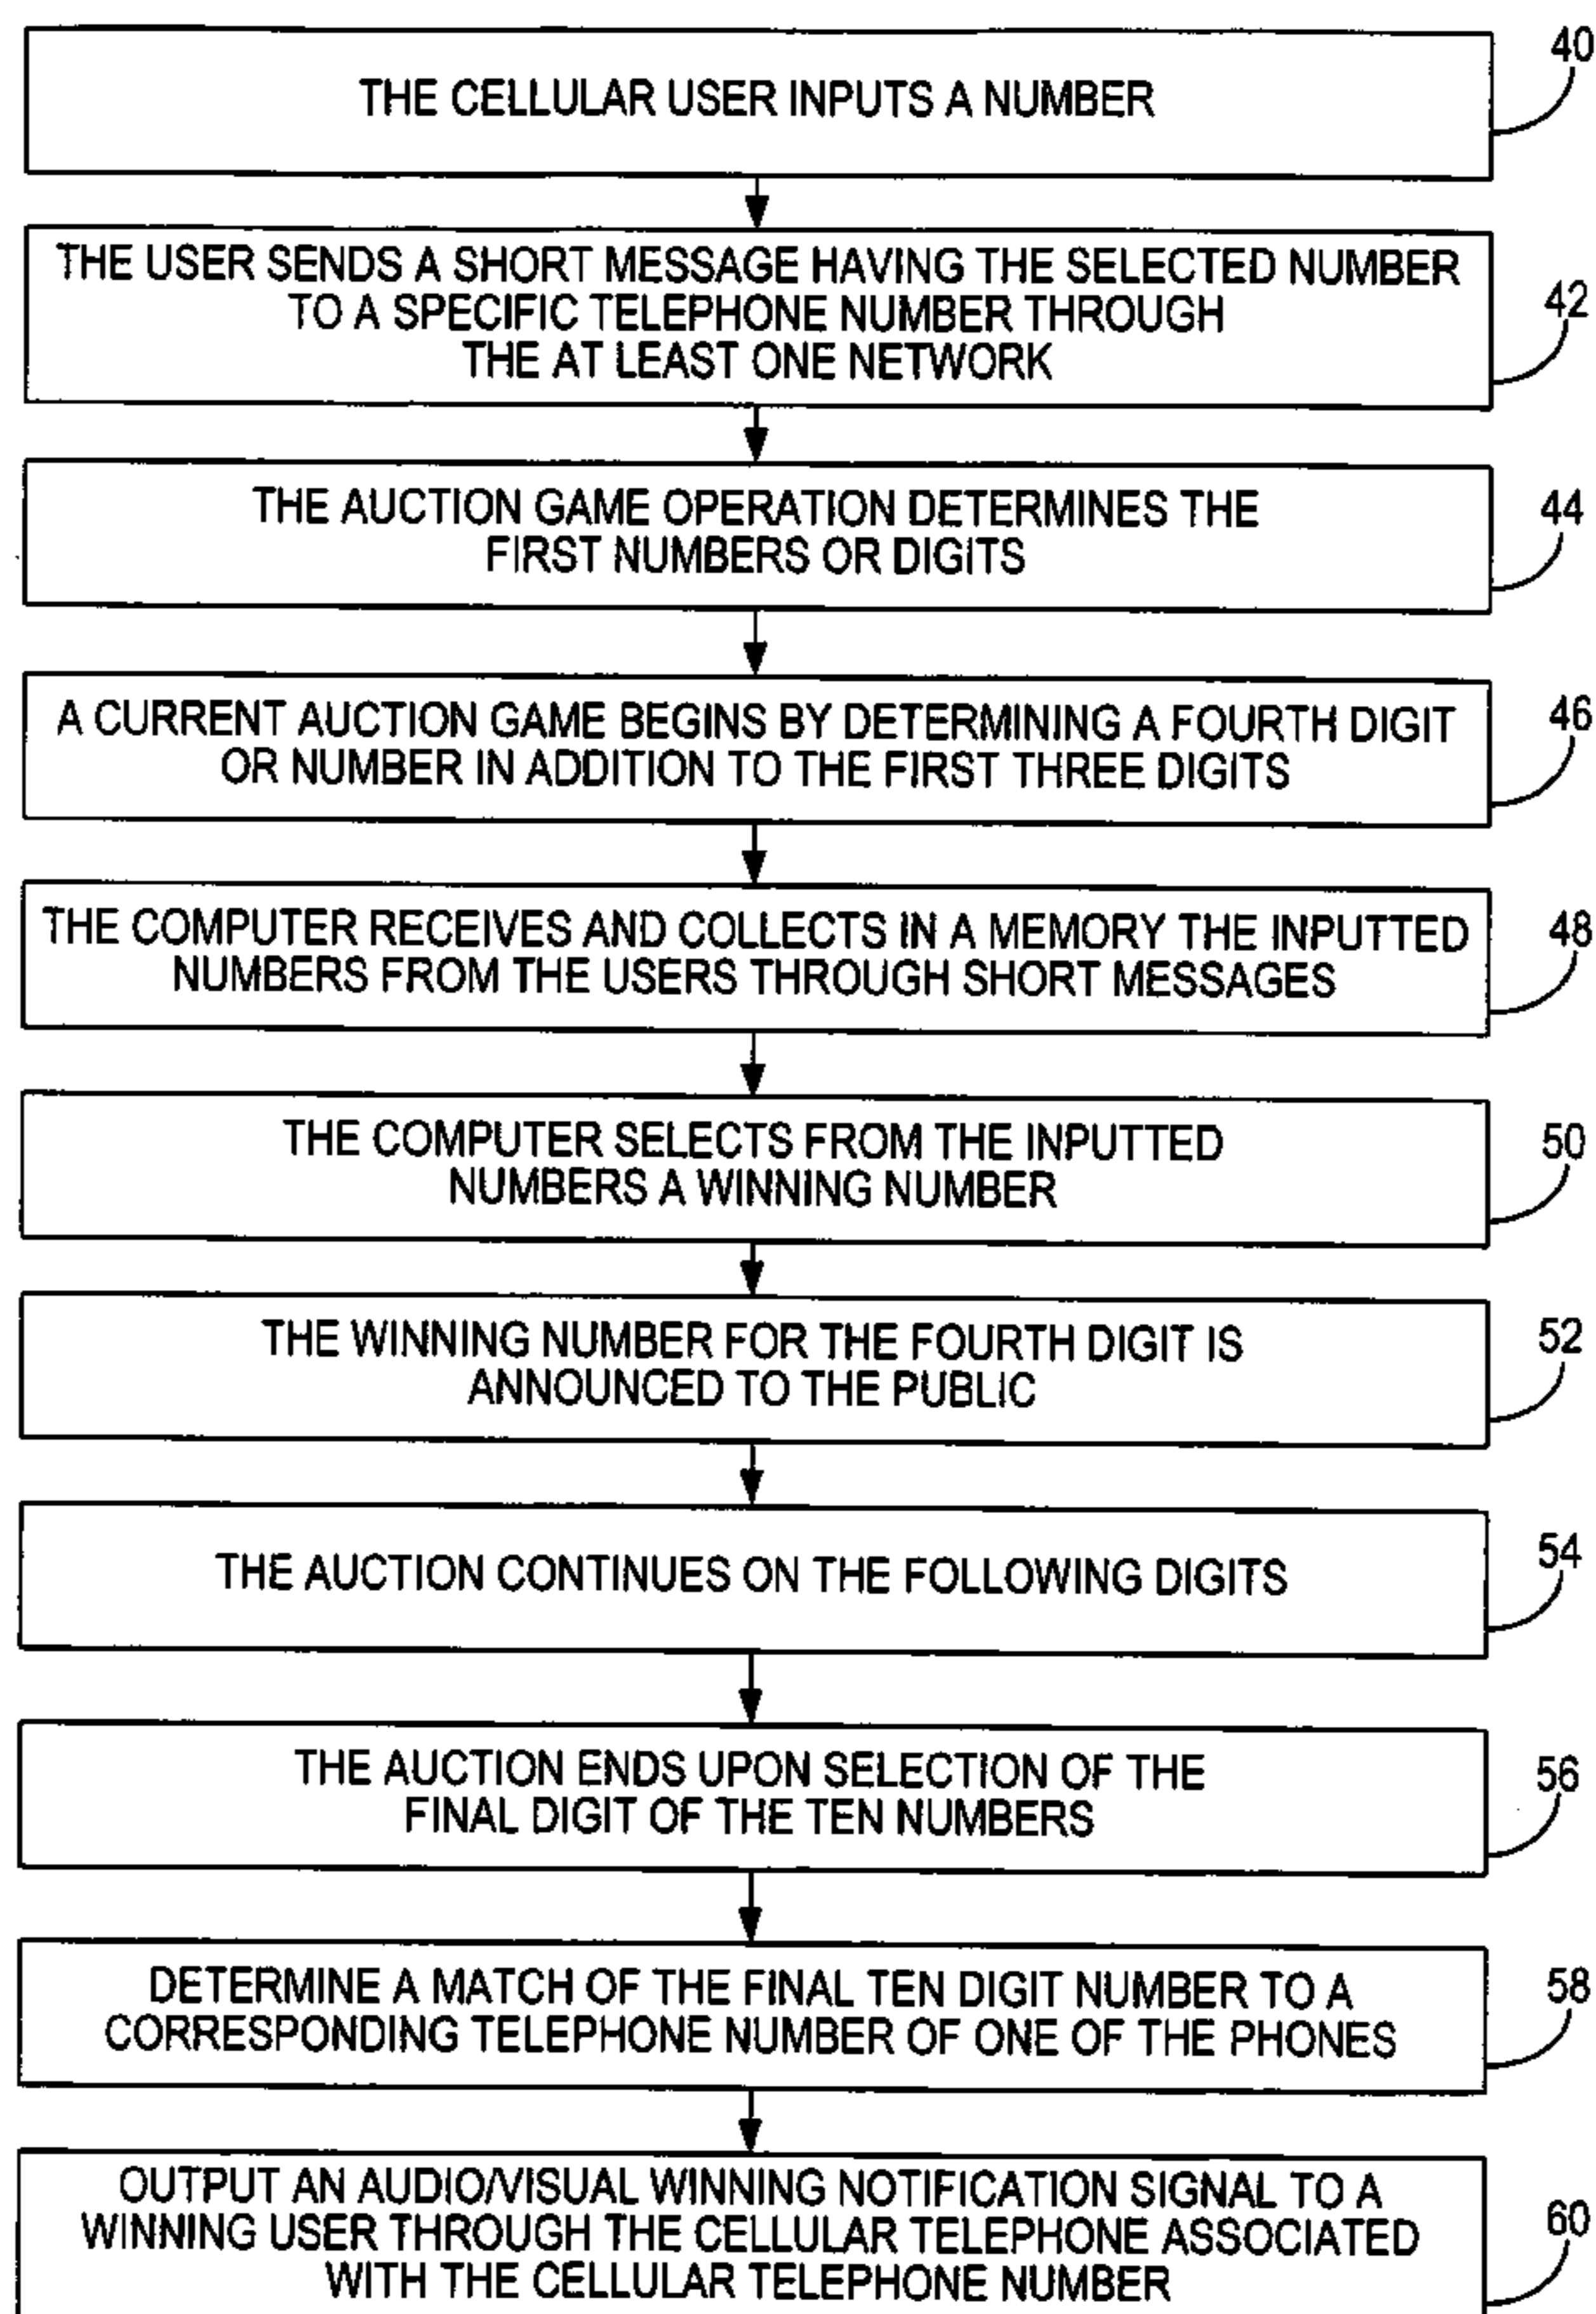 THE CELLULAR USER INPUTS A NUMBER
40
THE USER SENDS A SHORT MESSAGE HAVING THE SELECTED NUMBER
TO A SPECIFIC TELEPHONE NUMBER THROUGH
THE AT LEAST ONE NETWORK
42
THE AUCTION GAME OPERATION DETERMINES THE
FIRST NUMBERS OR DIGITS
44
A CURRENT AUCTION GAME BEGINS BY DETERMINING A FOURTH DIGIT
OR NUMBER IN ADDITION TO THE FIRST THREE DIGITS
46
THE COMPUTER RECEIVES AND COLLECTS IN A MEMORY THE INPUTTED
NUMBERS FROM THE USERS THROUGH SHORT MESSAGES
48
THE COMPUTER SELECTS FROM THE INPUTTED
NUMBERS A WINNING NUMBER
50
THE WINNING NUMBER FOR THE FOURTH DIGIT IS
ANNOUNCED TO THE PUBLIC
52
THE AUCTION CONTINUES ON THE FOLLOWING DIGITS
54
THE AUCTION ENDS UPON SELECTION OF THE
FINAL DIGIT OF THE TEN NUMBERS
56
DETERMINE A MATCH OF THE FINAL TEN DIGIT NUMBER TO A
CORRESPONDING TELEPHONE NUMBER OF ONE OF THE PHONES
58
OUTPUT AN AUDIO/VISUAL WINNING NOTIFICATION SIGNAL TO A
WINNING USER THROUGH THE CELLULAR TELEPHONE ASSOCIATED
WITH THE CELLULAR TELEPHONE NUMBER
60